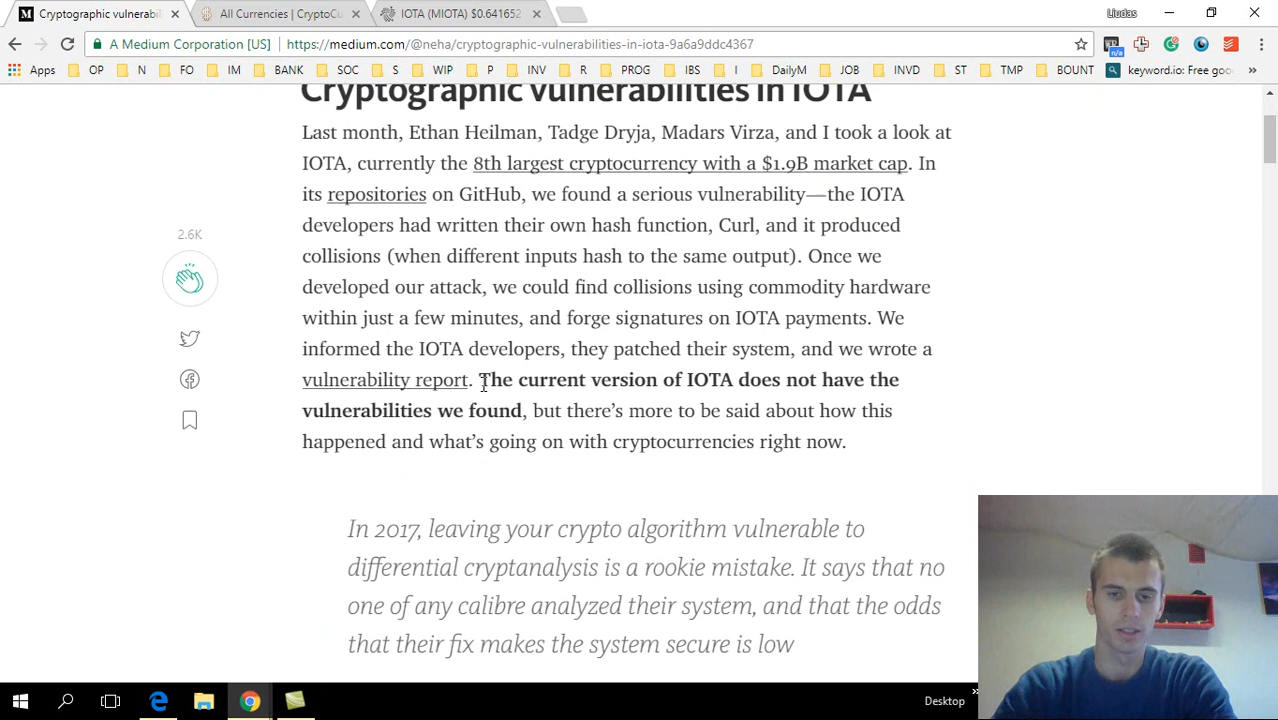 Cryptographic vulnerabili
All Currencies | CryptoCu
IOTA (MIOTA) $0.641652
Liudas
A Medium Corporation [US]
https://medium.com/@neha/cryptographic-vulnerabilities-in-iota-9a6a9ddc4367
n/a
Apps OP N FO IM BANK SOC S WIP P INV R PROG IBS I DailyM IOB INVD ST TMP BOUNT keyword.io: Free goo
Cryptographic vulnerabilities in IOTA
Last month, Ethan Heilman, Tadge Dryja, Madars Virza, and I took a look at
IOTA, currently the 8th largest cryptocurrency with a $1.9B market cap. In
its repositories on GitHub, we found a serious vulnerability—the IOTA
developers had written their own hash function, Curl, and it produced
collisions (when different inputs hash to the same output). Once we
developed our attack, we could find collisions using commodity hardware
within just a few minutes, and forge signatures on IOTA payments. We
informed the IOTA developers, they patched their system, and we wrote a
vulnerability report. The current version of IOTA does not have the
vulnerabilities we found, but there's more to be said about how this
happened and what's going on with cryptocurrencies right now.
2.6K
In 2017, leaving your crypto algorithm vulnerable to
differential cryptanalysis is a rookie mistake. It says that no
one of any calibre analyzed their system, and that the odds
that their fix makes the system secure is low
Desktop